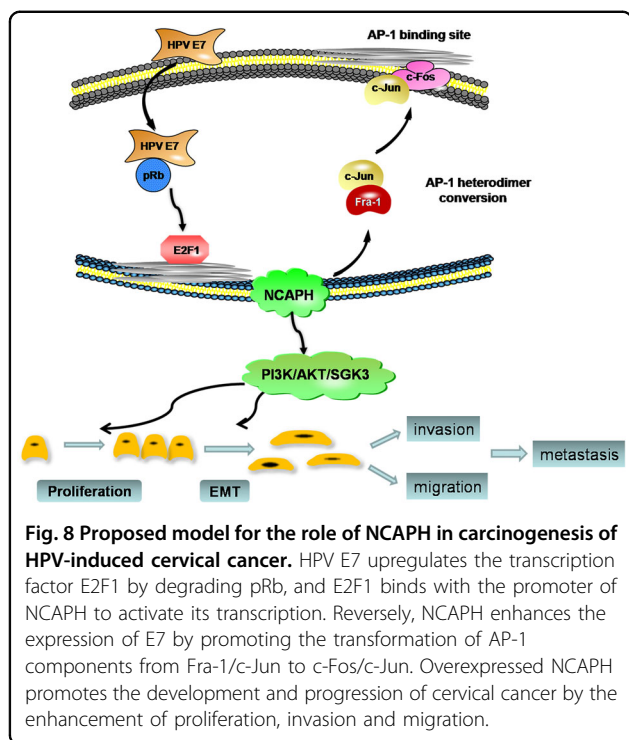 HPV E7
AP-1 binding site
c-Fos
c-Jun
HPV E7
pRb
c-Jun
Fra-1
AP-1 heterodimer
conversion
E2F1
NCAPH
PI3K/AKT/SGK3
invasion
metastasis
Proliferation
EMT
migration
Fig. 8 Proposed model for the role of NCAPH in carcinogenesis of
HPV-induced cervical cancer. HPV E7 upregulates the transcription
factor E2F1 by degrading pRb, and E2F1 binds with the promoter of
NCAPH to activate its transcription. Reversely, NCAPH enhances the
expression of E7 by promoting the transformation of AP-1
components from Fra-1/c-Jun to c-Fos/c-Jun. Overexpressed NCAPH
promotes the development and progression of cervical cancer by the
enhancement of proliferation, invasion and migration.